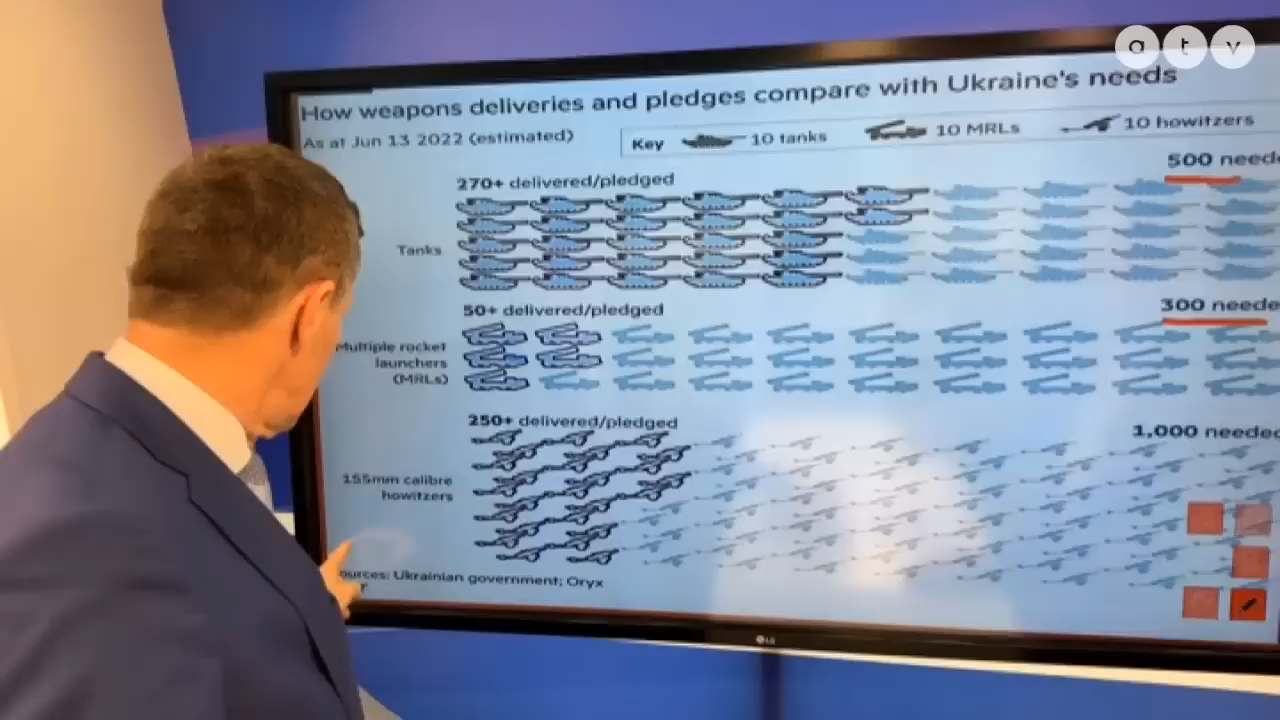 a t v
How weapons deliveries and pledges compare with Ukraine's needs
As at Jun 13 2022 (estimated)
Key 10 tanks 10 MRLs 10 howitzers
500 neede
270+ delivered/pledged
Tanks
50+ delivered/pledged
300 neede
Multiple rocket
launchers
(MRLs)
250+ delivered/pledged
1,000 needed
155mm calibre
howitzers
ources: Ukrainian government; Oryx
LG